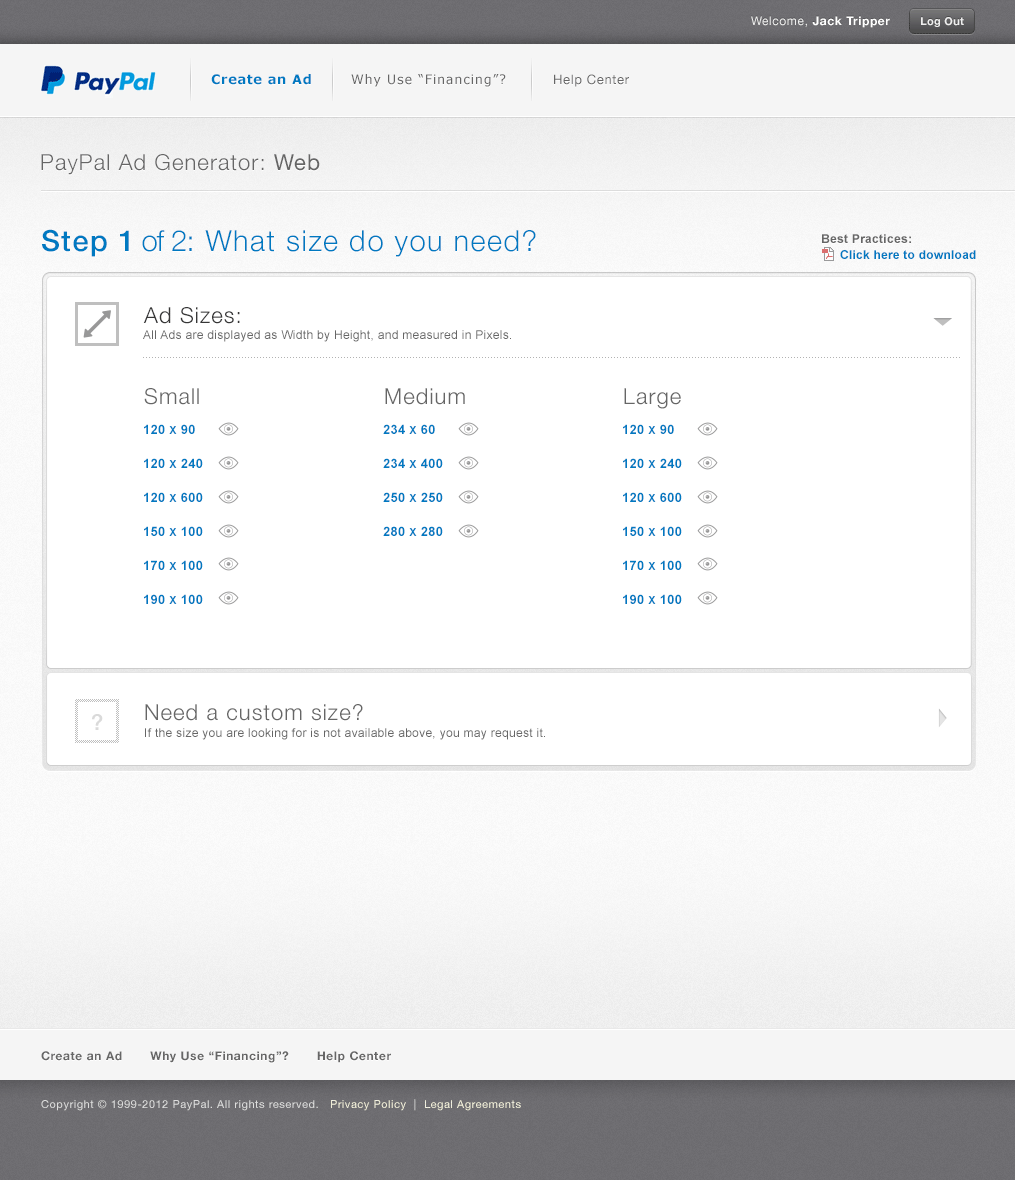 Welcome, Jack Tripper
Log Out
PayPal
Create an Ad
Why Use “Financing”?
Help Center
PayPal Ad Generator: Web
Step 1 of 2: What size do you need?
Best Practices:
Click here to download
Ad Sizes:
All Ads are displayed as Width by Height, and measured in Pixels.
Small
120 x 90
120 x 240
120 x 600
150 x 100
170 x 100
190 x 100
Medium
234 x 60
234 x 400
250 x 250
280 x 280
Large
120 x 90
120 x 240
120 x 600
150 x 100
170 x 100
190 x 100
?
Need a custom size?
If the size you are looking for is not available above, you may request it.
Create an Ad
Why Use “Financing”?
Help Center
Copyright © 1999-2012 PayPal. All rights reserved. Privacy Policy | Legal Agreements